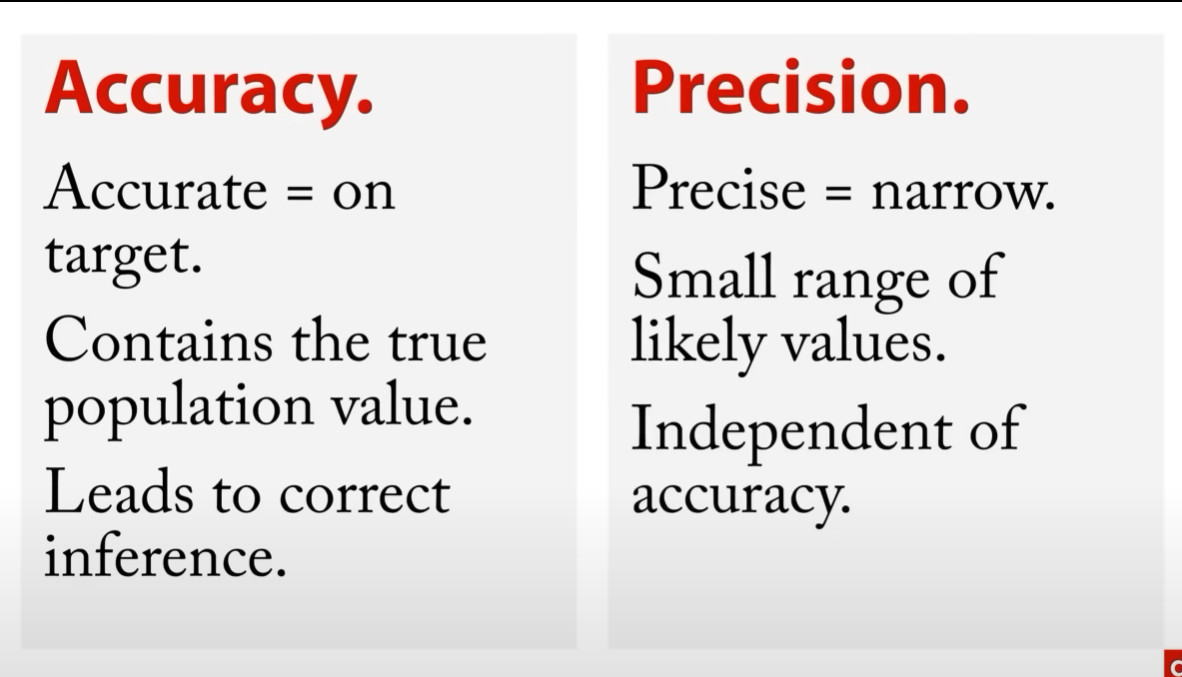 Accuracy.
Accurate = on
target.
Contains the true
population value.
Leads to correct
inference.
Precision.
Precise = narrow.
Small range of
likely values.
Independent of
accuracy.